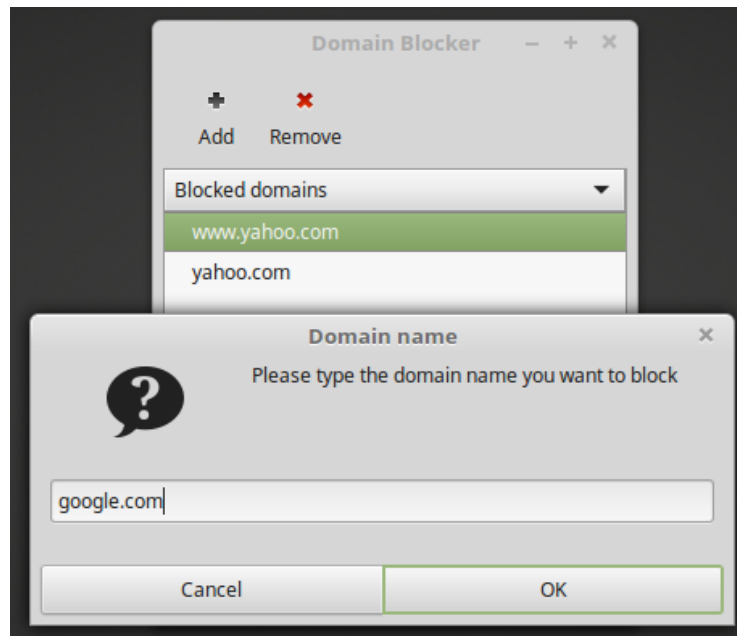 Domain Blocker
Add Remove
Blocked domains
www.yahoo.com
yahoo.com
Domain name
Please type the domain name you want to block
google.com
Cancel OK